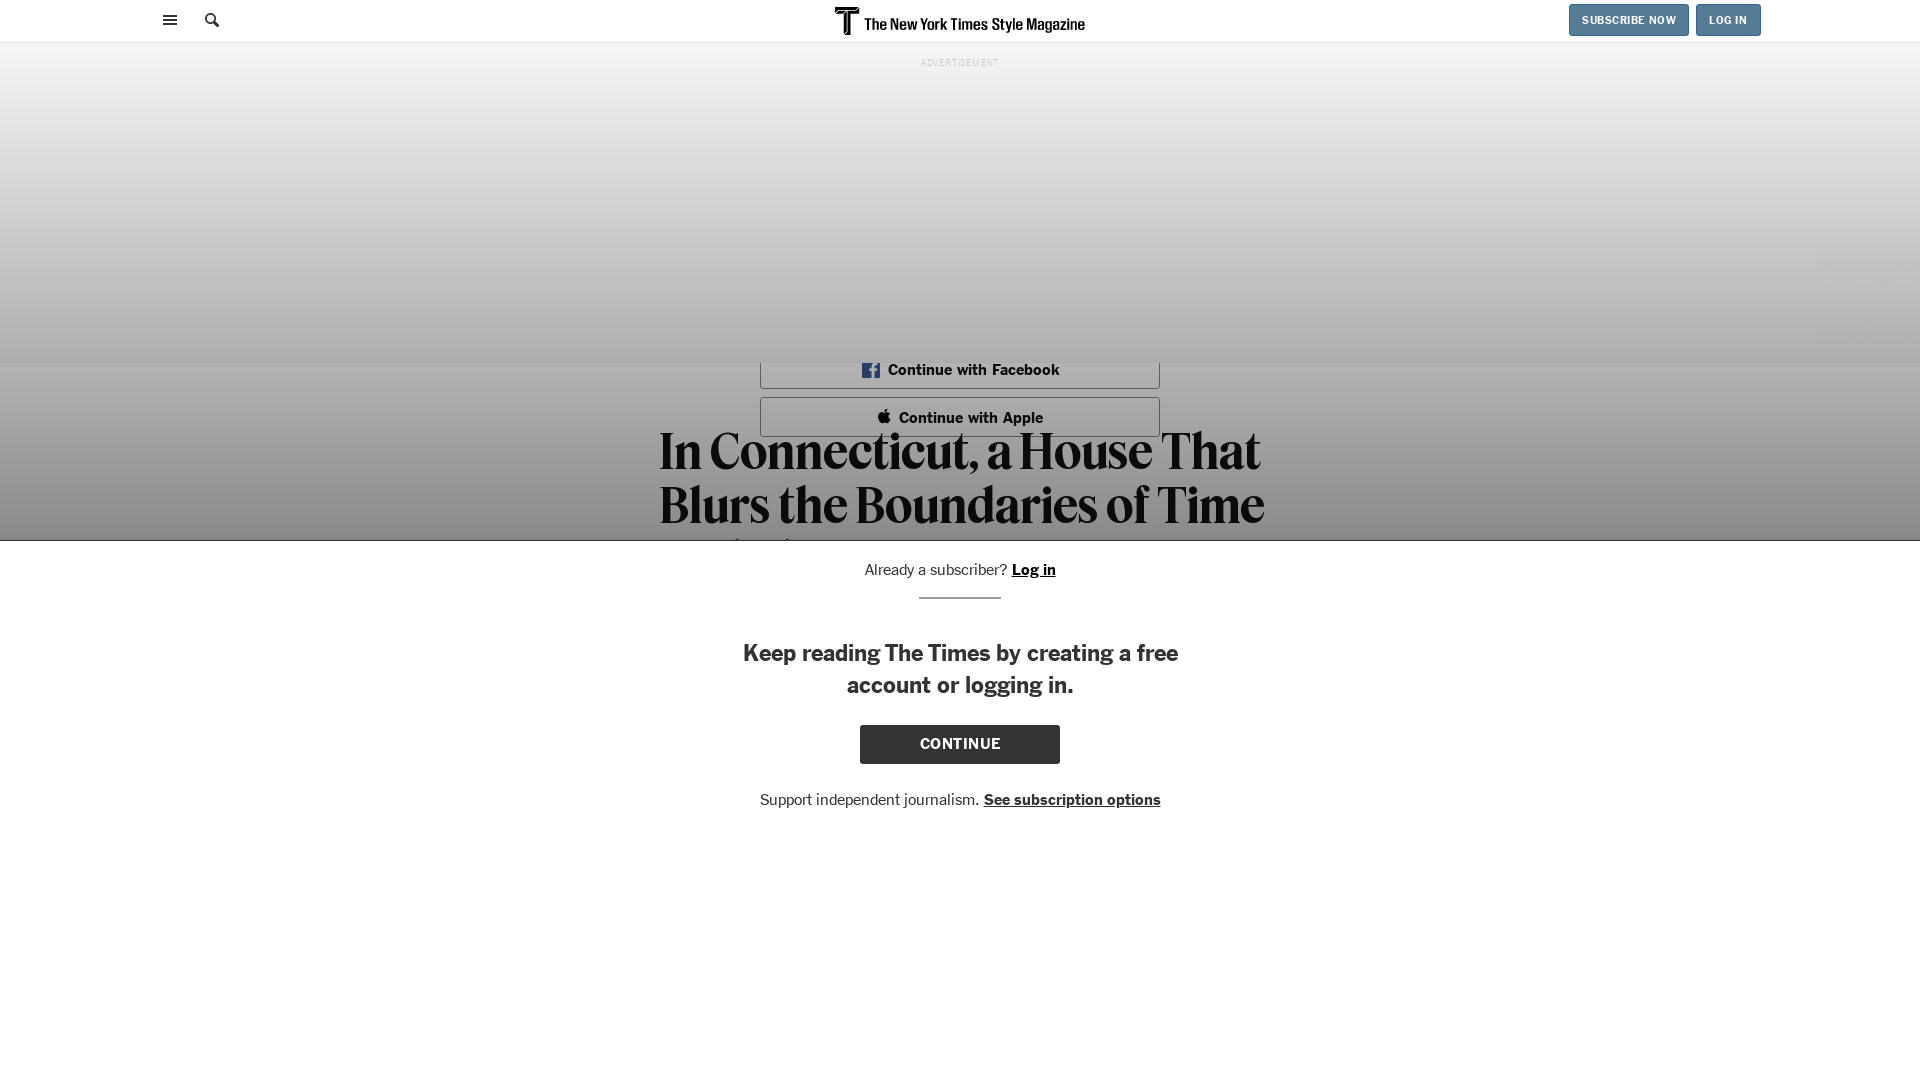 The New York Times Style Magazine
SUBSCRIBE NOW
LOG IN
ADVERTISEMENT
Continue with Facebook
Continue with Apple
In Connecticut, a House That
Blurs the Boundaries of Time
Already a subscriber? Log in
Keep reading The Times by creating a free
account or logging in.
CONTINUE
Support independent journalism. See subscription options